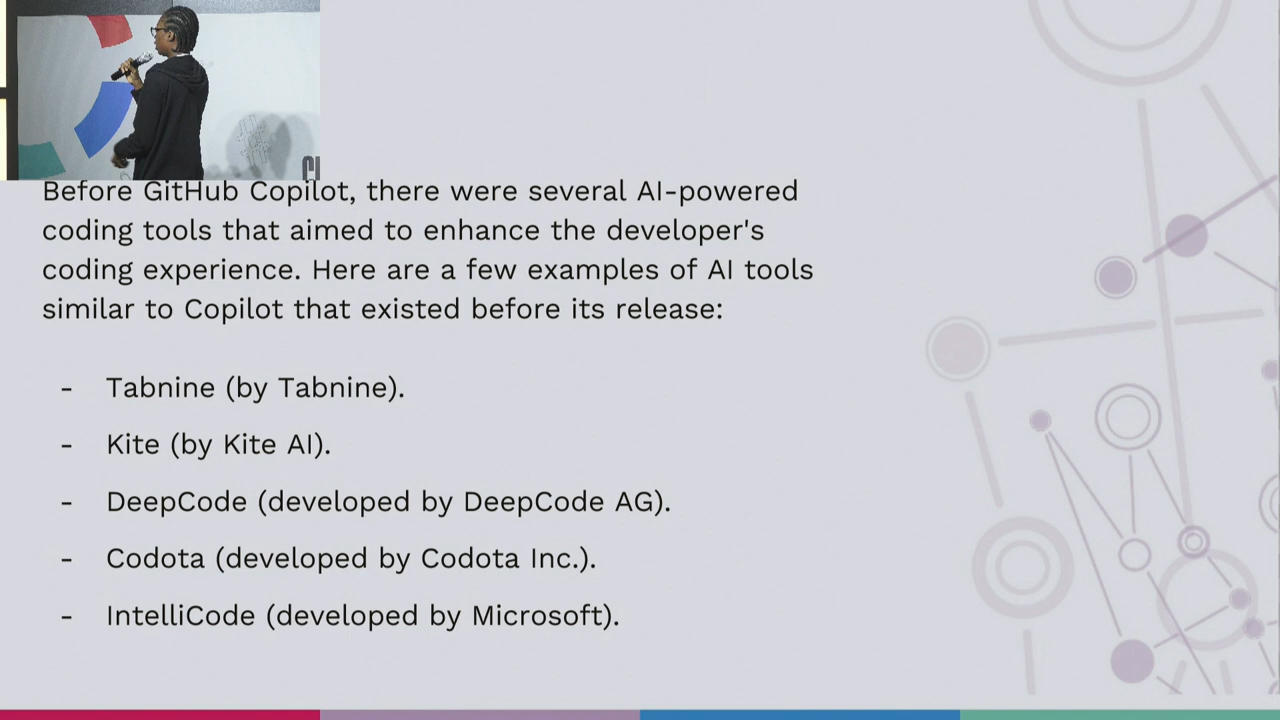 Before GitHub Copilot, there were several AI-powered
coding tools that aimed to enhance the developer's
coding experience. Here are a few examples of AI tools
similar to Copilot that existed before its release:
- Tabnine (by Tabnine).
- Kite (by Kite AI).
- DeepCode (developed by DeepCode AG).
- Codota (developed by Codota Inc.).
- IntelliCode (developed by Microsoft).